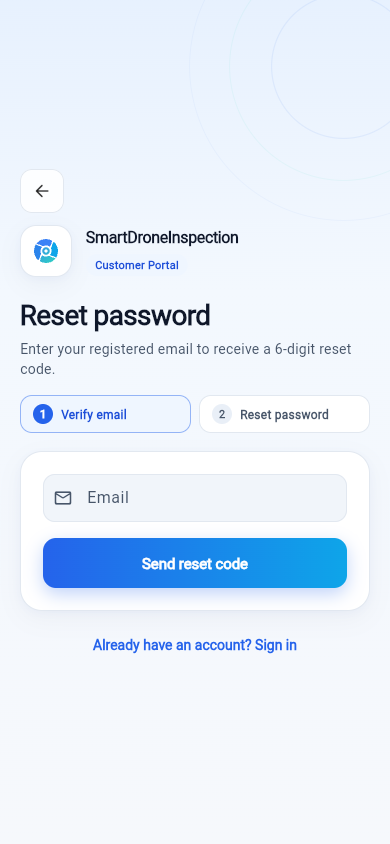 SmartDroneInspection
Customer Portal
Reset password
Enter your registered email to receive a 6-digit reset
code.
1 Verify email
2 Reset password
Email
Send reset code
Already have an account? Sign in